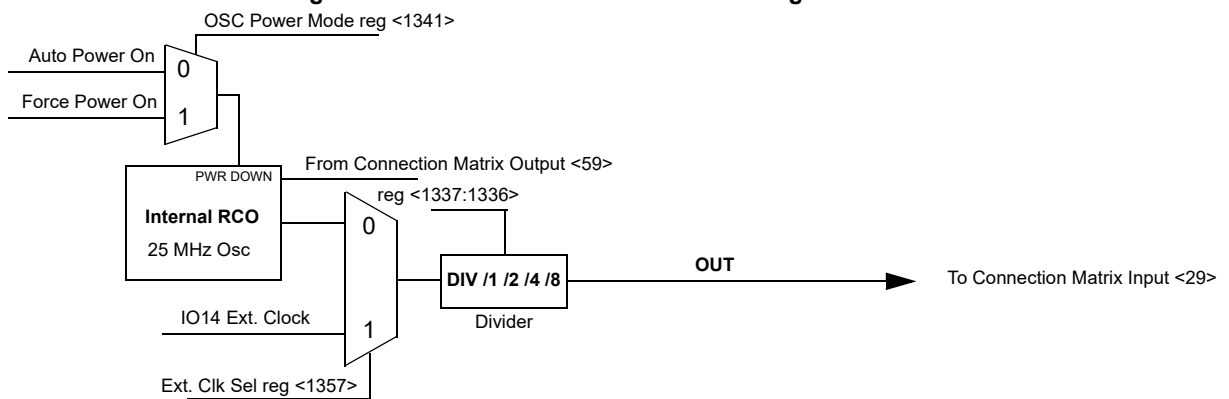 OSC Power Mode reg <1341>
Auto Power On
0
Force Power On
1
PWR DOWN
From Connection Matrix Output <59>
reg <1337:1336>
Internal RCO
0
25 MHz Osc
OUT
DIV /1 /2 /4 /8
To Connection Matrix Input <29>
IO14 Ext. Clock
1
Divider
Ext. Clk Sel reg <1357>